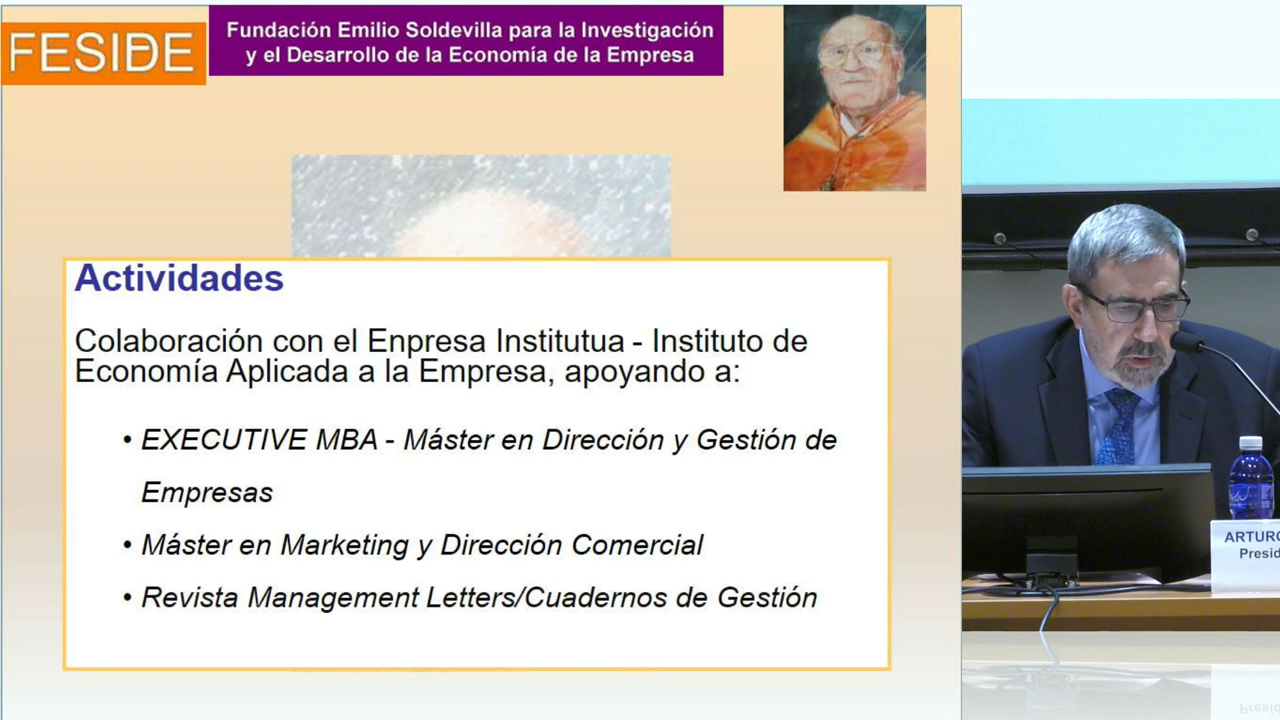 FESIDE
Fundación Emilio Soldevilla para la Investigación
y el Desarrollo de la Economía de la Empresa
Actividades
Colaboración con el Enpresa Institutua - Instituto de
Economía Aplicada a la Empresa, apoyando a:
• EXECUTIVE MBA - Máster en Dirección y Gestión de
Empresas
• Máster en Marketing y Dirección Comercial
• Revista Management Letters/Cuadernos de Gestión
ARTURO
Presid